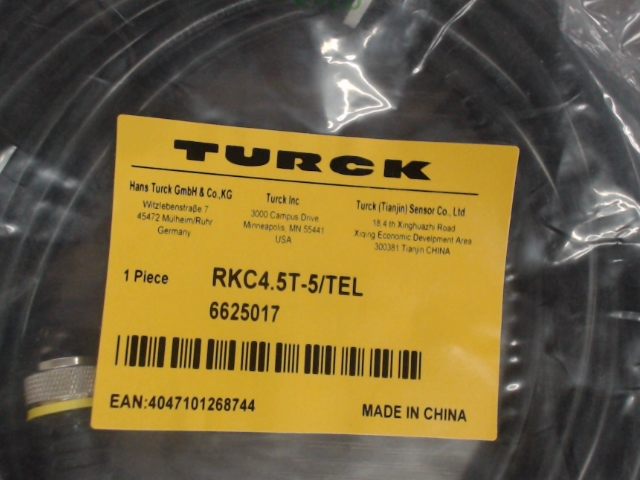 TURCK
Hans Turck GmbH & Co.,KG
Witzlebenstraße 7
45472 Mülheim/Ruhr
Germany
Turck Inc
3000 Campus Drive
Minneapolis, MN 55441
USA
Turck (Tianjin) Sensor Co., Ltd
18.4 th Xinghuazhi Road
Xiqing Economic Develpment Area
300381 Tianjin CHINA
1 Piece
RKC4.5T-5/TEL
6625017
EAN:4047101268744
MADE IN CHINA